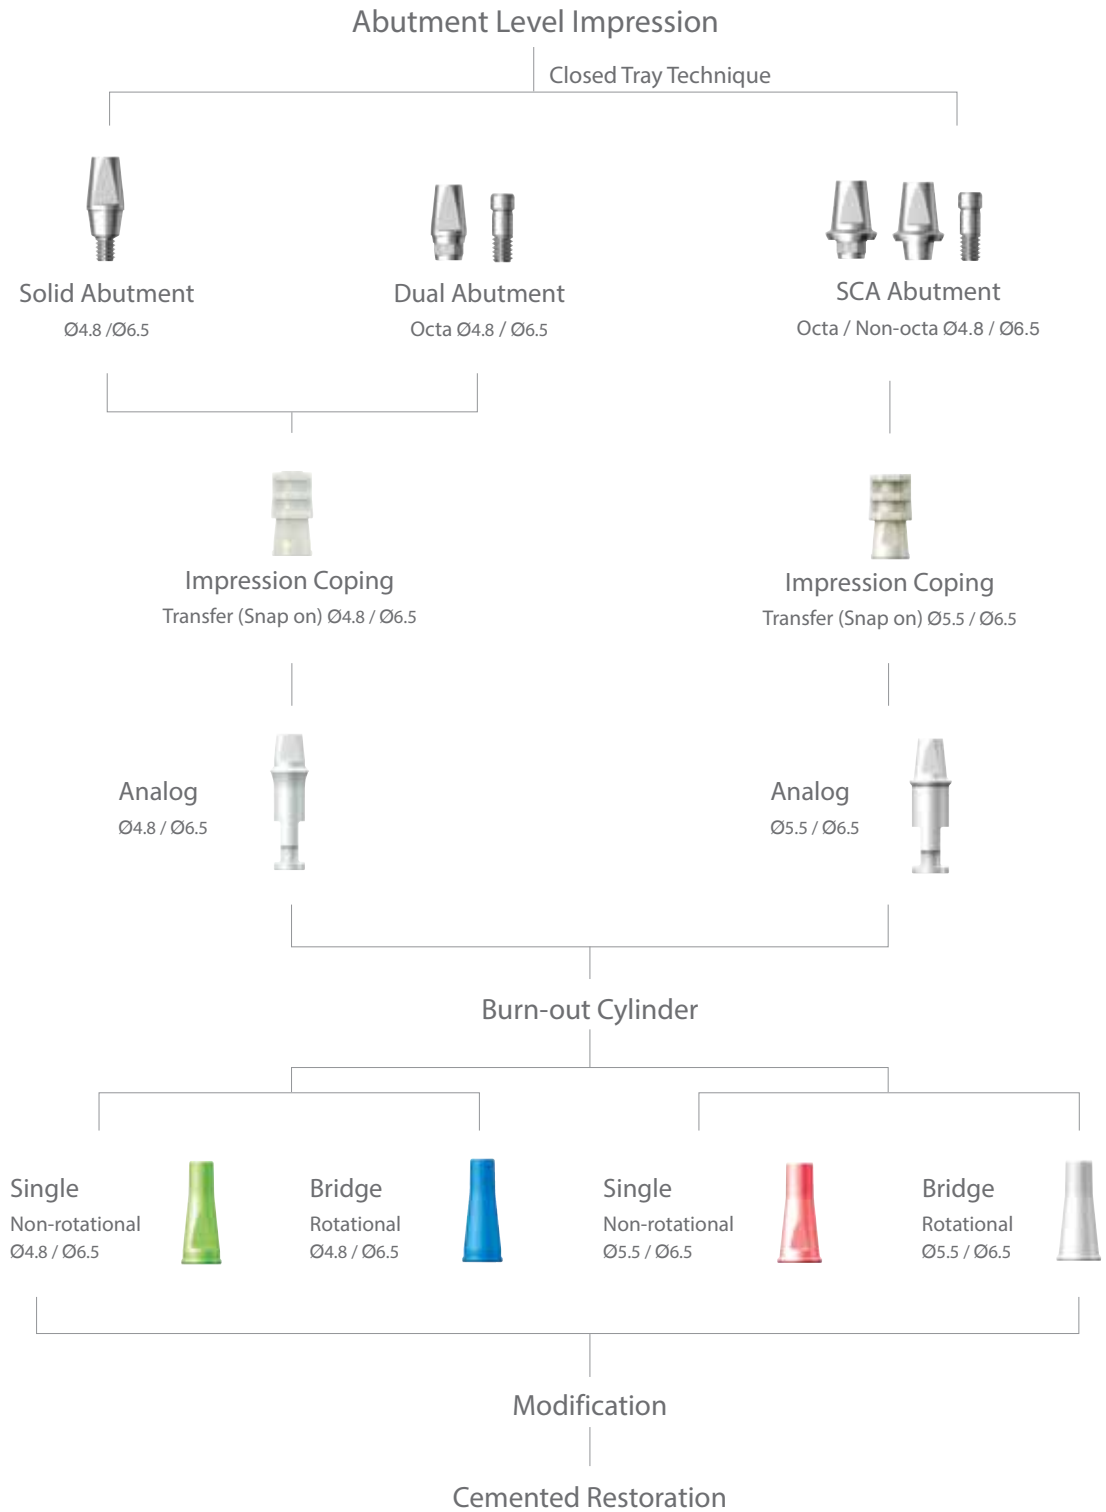 Abutment Level Impression
Closed Tray Technique
Solid Abutment
Ø4.8 /Ø6.5
Dual Abutment
Octa Ø4.8 / Ø6.5
SCA Abutment
Octa / Non-octa Ø4.8 / Ø6.5
Impression Coping
Transfer (Snap on) Ø4.8 / Ø6.5
Impression Coping
Transfer (Snap on) Ø5.5 / Ø6.5
Analog
Ø4.8 / Ø6.5
Analog
Ø5.5 / Ø6.5
Burn-out Cylinder
Single
Non-rotational
Ø4.8 / Ø6.5
Bridge
Rotational
Ø4.8 / Ø6.5
Single
Non-rotational
Ø5.5 / Ø6.5
Bridge
Rotational
Ø5.5 / Ø6.5
Modification
Cemented Restoration